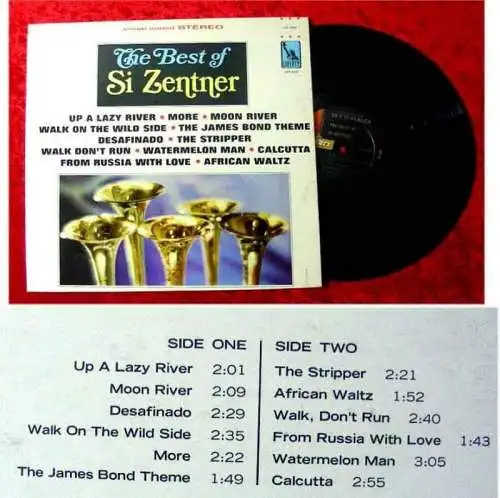 STEREO
The Best of
Si Zentner
LIBERTY
UP A LAZY RIVER • MORE • MOON RIVER
WALK ON THE WILD SIDE • THE JAMES BOND THEME
DESAFINADO • THE STRIPPER
WALK DON'T RUN • WATERMELON MAN • CALCUTTA
FROM RUSSIA WITH LOVE • AFRICAN WALTZ
SIDE ONE
Up A Lazy River 2:01
Moon River 2:09
Desafinado 2:29
Walk On The Wild Side 2:35
More 2:22
The James Bond Theme 1:49
SIDE TWO
The Stripper 2:21
African Waltz 1:52
Walk, Don't Run 2:40
From Russia With Love 1:43
Watermelon Man 3:05
Calcutta 2:55